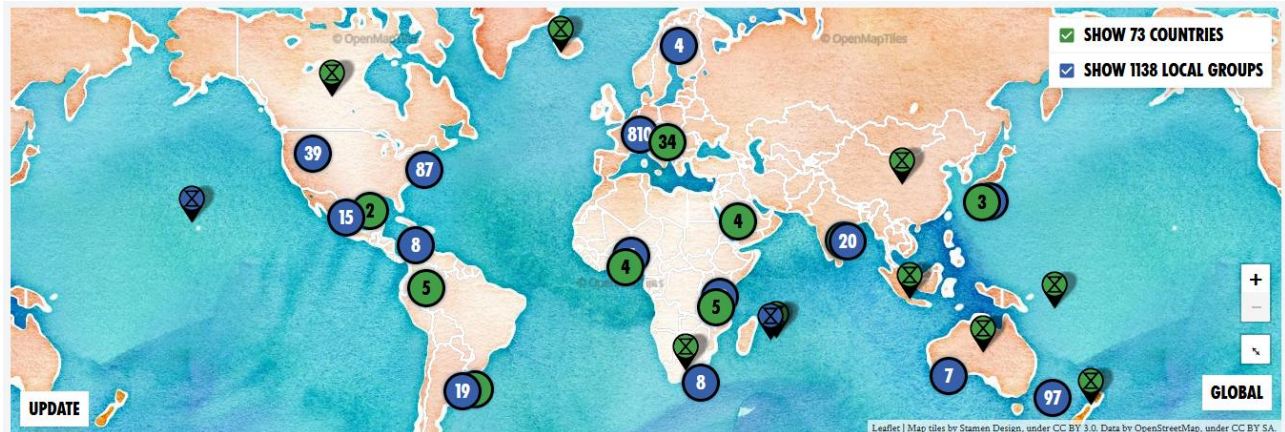 © OpenMapTiles
© OpenMapTiles
SHOW 73 COUNTRIES
SHOW 1138 LOCAL GROUPS
4
810
34
39
87
15
2
8
5
4
4
5
20
3
19
8
7
97
+
−
UPDATE
GLOBAL
Leaflet | Map tiles by Stamen Design, under CC BY 3.0. Data by OpenStreetMap, under CC BY SA.